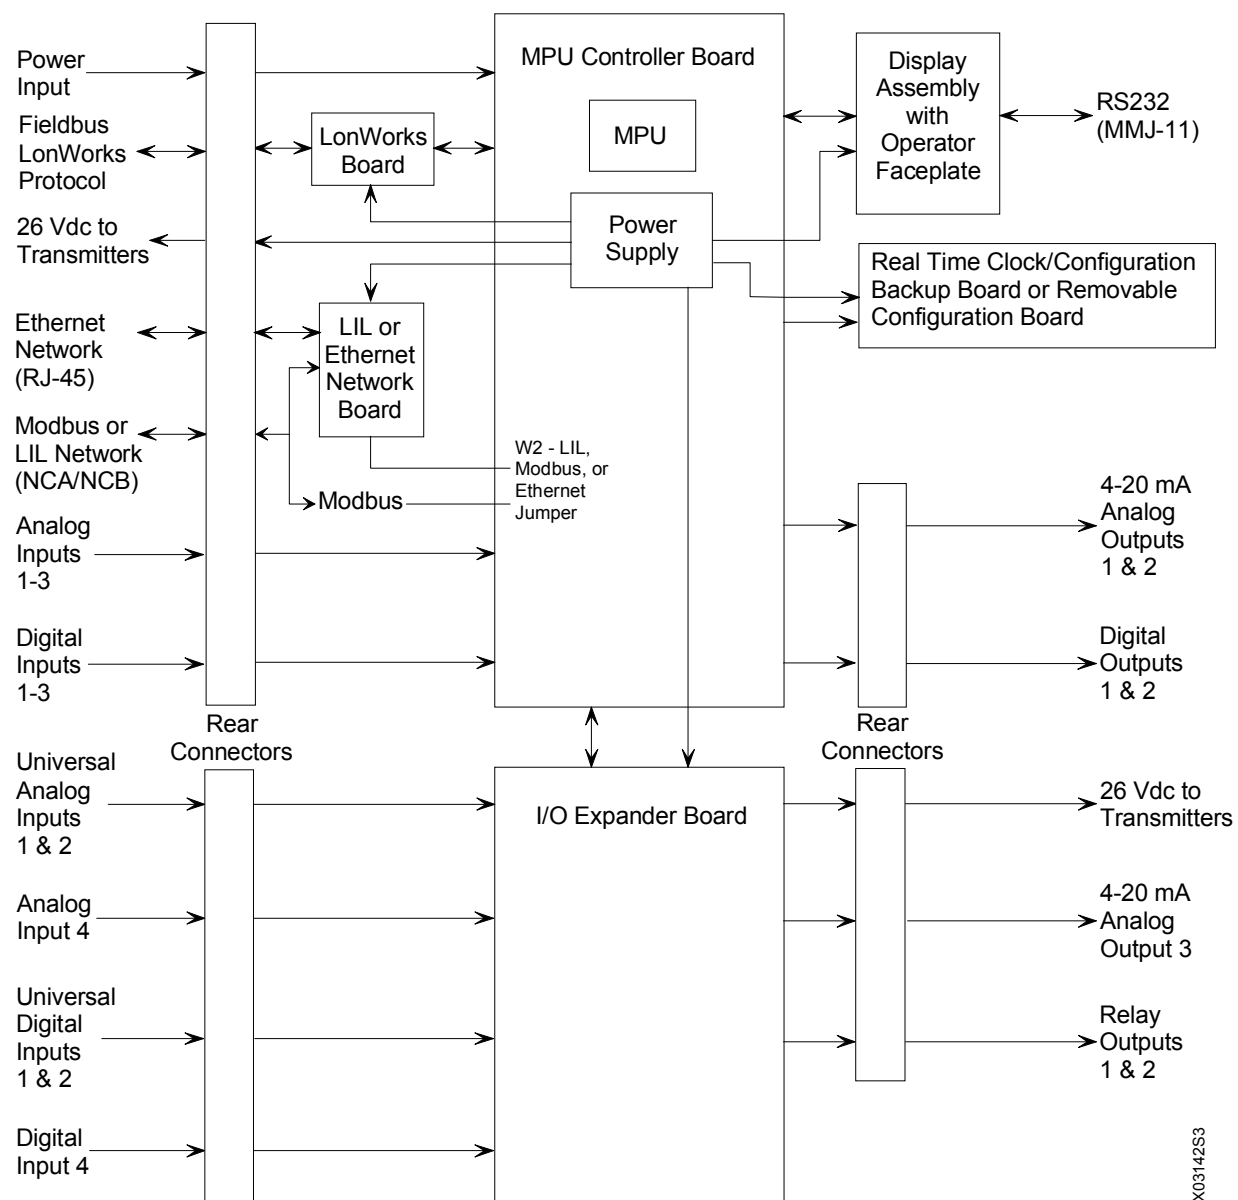 Power
Input
Fieldbus
LonWorks
Protocol
26 Vdc to
Transmitters
Ethernet
Network
(RJ-45)
Modbus or
LIL Network
(NCA/NCB)
Analog
Inputs
1-3
Digital
Inputs
1-3
Rear
Connectors
LonWorks
Board
LIL or
Ethernet
Network
Board
Modbus
W2 - LIL,
Modbus, or
Ethernet
Jumper
MPU Controller Board
MPU
Power
Supply
Display
Assembly
with
Operator
Faceplate
RS232
(MMJ-11)
Real Time Clock/Configuration
Backup Board or Removable
Configuration Board
4-20 mA
Analog
Outputs
1 & 2
Digital
Outputs
1 & 2
Rear
Connectors
Universal
Analog
Inputs
1 & 2
Analog
Input 4
Universal
Digital
Inputs
1 & 2
Digital
Input 4
I/O Expander Board
26 Vdc to
Transmitters
4-20 mA
Analog
Output 3
Relay
Outputs
1 & 2
X03142S3